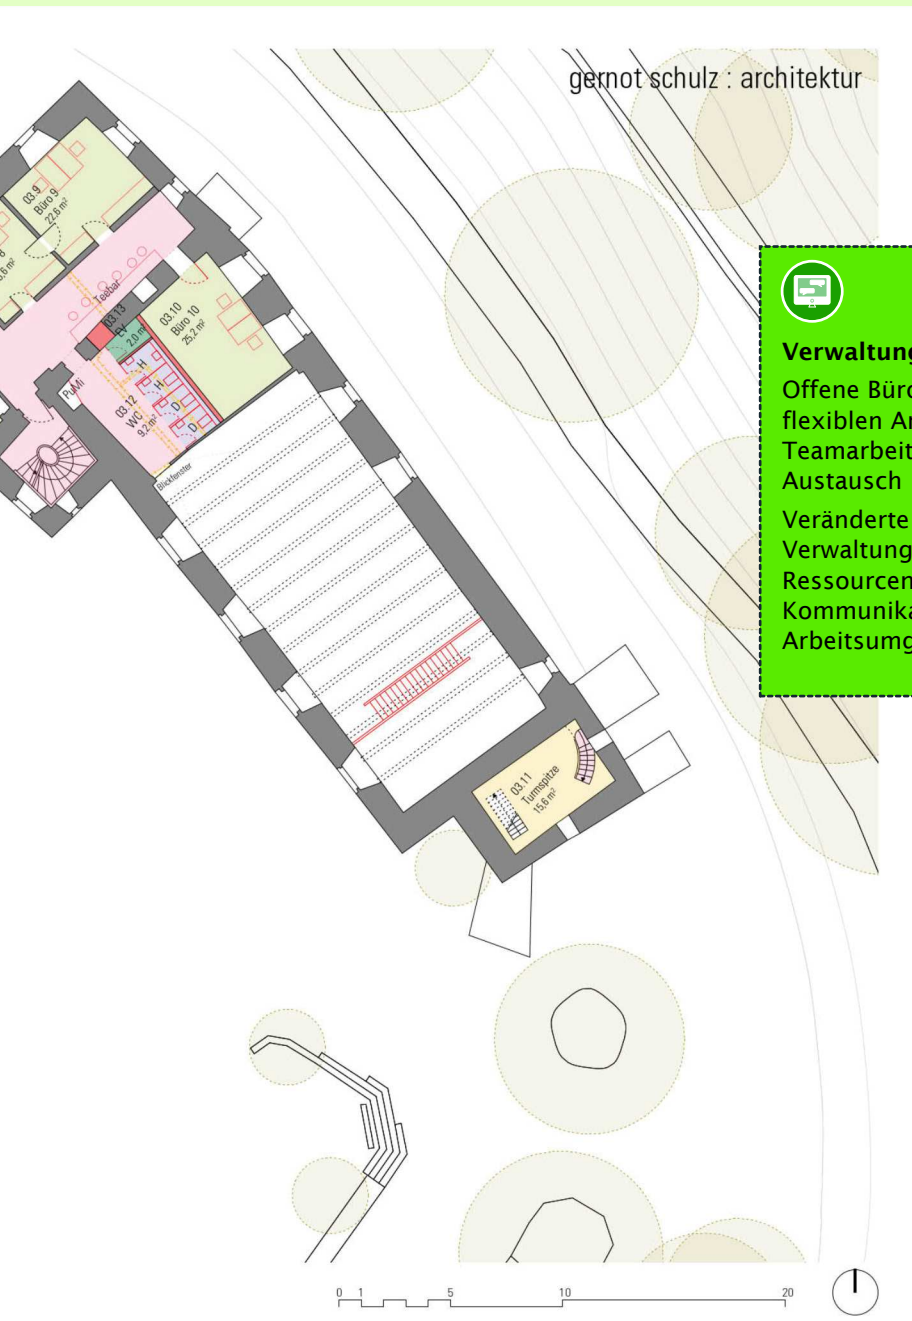 gernot schulz : architektur
03.9
Büro 9
22,6 m²
Teebar
03.13
EV
2,0 m²
03.10
Büro 10
25,2 m²
PuMi
03.12
WC
9,2 m²
H
H
D
D
Blickfenster
03.11
Turmspitze
15,6 m²
Verwaltung
Offene Büro
flexiblen Ar
Teamarbeit
Austausch
Veränderte
Verwaltung
Ressourcen
Kommunika
Arbeitsumg
0 1 5 10 20